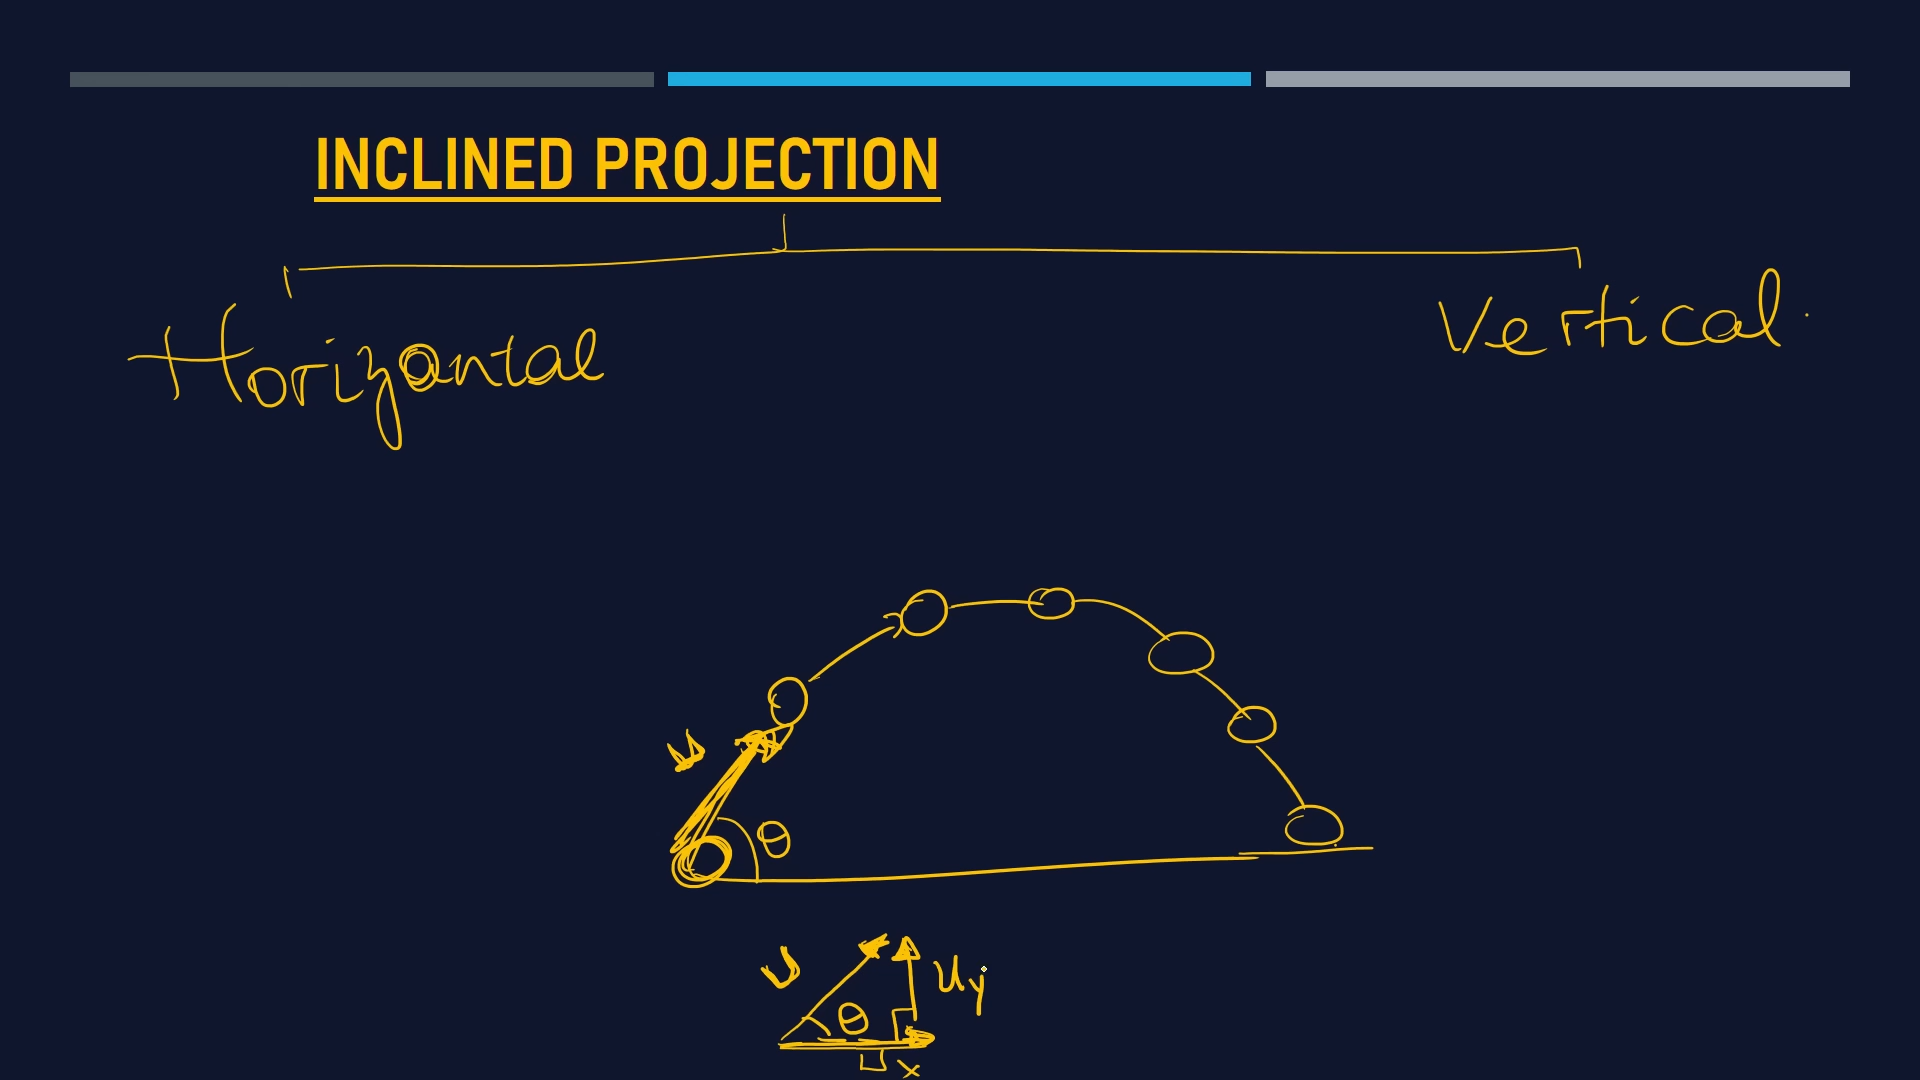 INCLINED PROJECTION
Horizontal
Vertical.
U
θ
U
Uy
θ
Ux